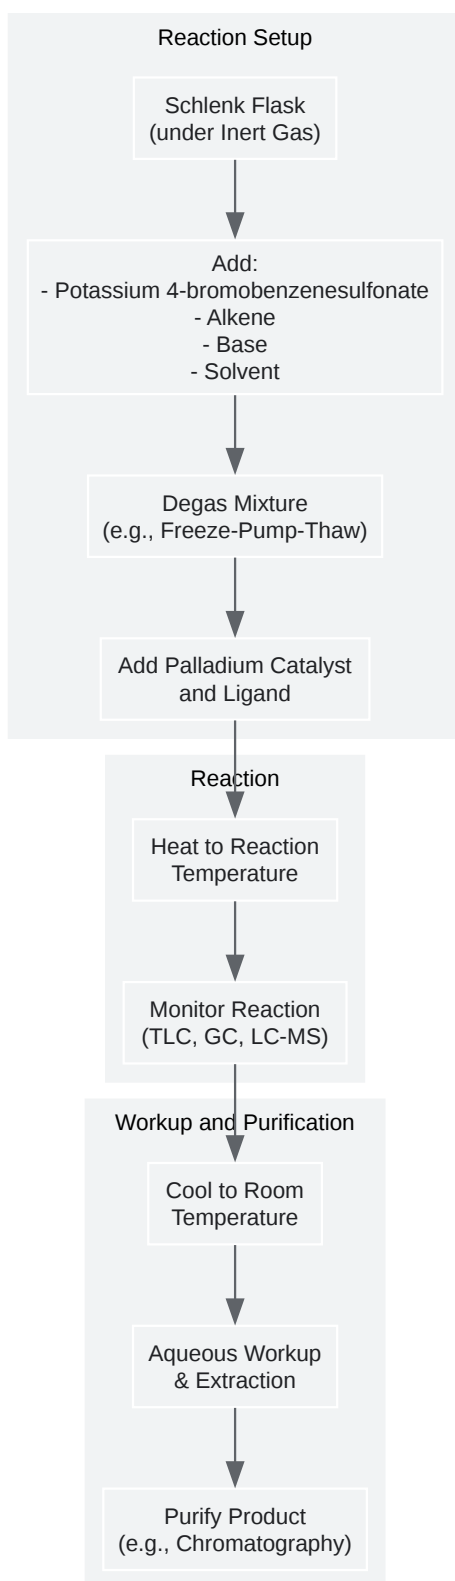 Reaction Setup
Schlenk Flask
(under Inert Gas)
Add:
- Potassium 4-bromobenzenesulfonate
- Alkene
- Base
- Solvent
Degas Mixture
(e.g., Freeze-Pump-Thaw)
Add Palladium Catalyst
and Ligand
Reaction
Heat to Reaction
Temperature
Monitor Reaction
(TLC, GC, LC-MS)
Workup and Purification
Cool to Room
Temperature
Aqueous Workup
& Extraction
Purify Product
(e.g., Chromatography)